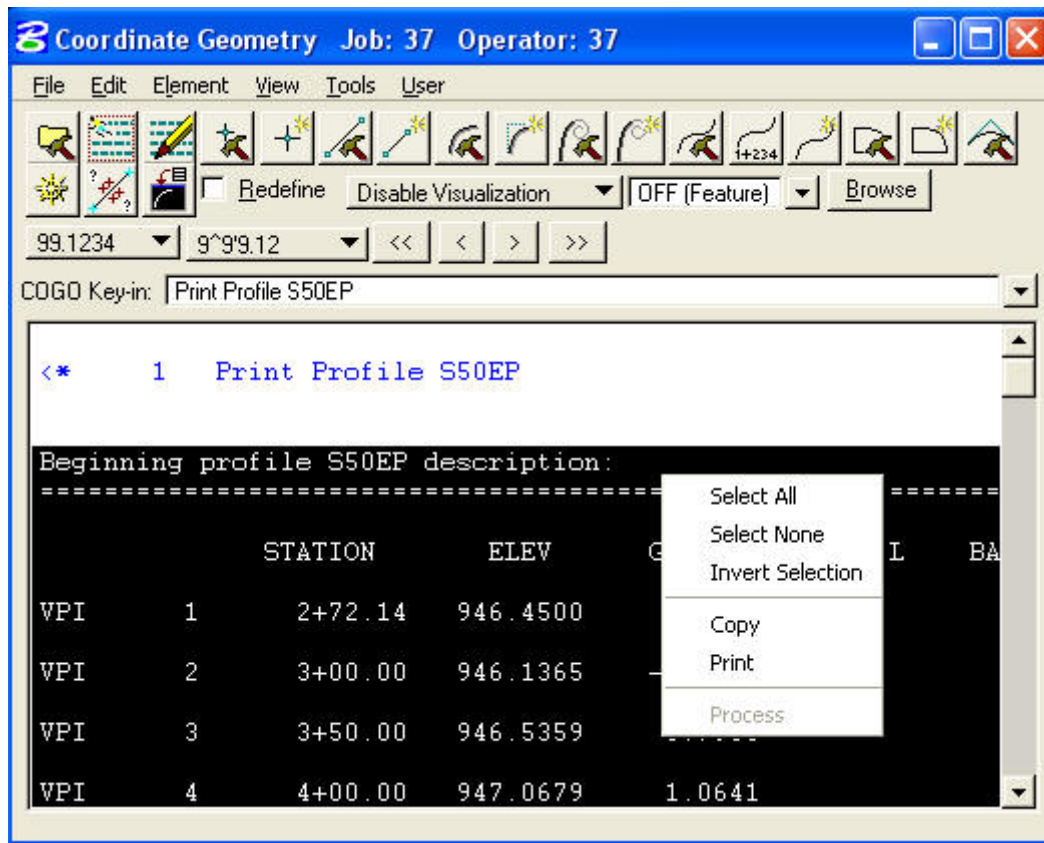 Coordinate Geometry Job: 37 Operator: 37
File Edit Element View Tools User
1+234
Redefine Disable Visualization OFF (Feature) Browse
99.1234 9^9'9.12 << < > >>
COGO Key-in: Print Profile S50EP
<* 1 Print Profile S50EP
Beginning profile S50EP description:
STATION ELEV G L BA
VPI 1 2+72.14 946.4500
VPI 2 3+00.00 946.1365
VPI 3 3+50.00 946.5359
VPI 4 4+00.00 947.0679 1.0641
Select All
Select None
Invert Selection
Copy
Print
Process